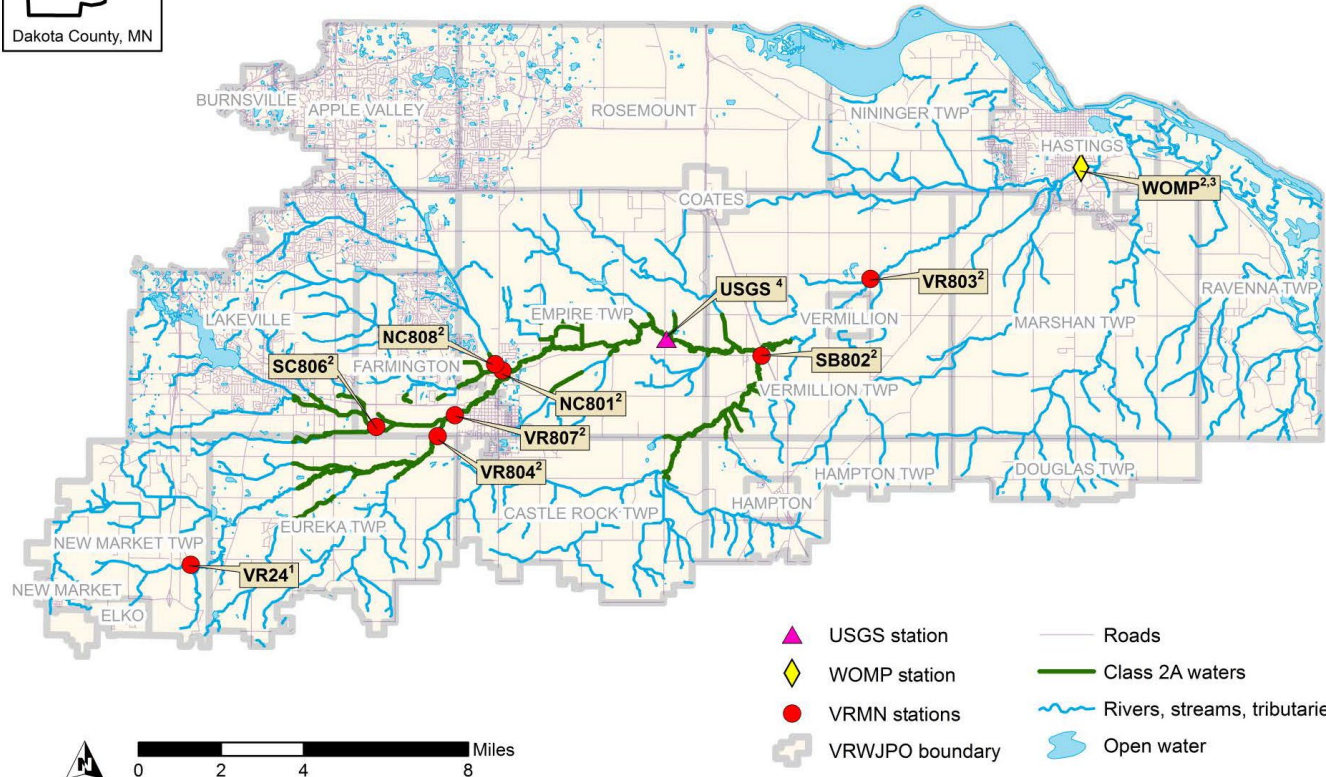 Dakota County, MN
BURNSVILLE
APPLE VALLEY
ROSEMOUNT
NININGER TWP
HASTINGS
WOMP2,3
COATES
USGS 4
VR8032
RAVENNA TWP
LAKEVILLE
NC8082
EMPIRE TWP
VERMILLION
MARSHAN TWP
SC8062
FARMINGTON
SB8022
NC8012
VERMILLION TWP
VR8072
VR8042
HAMPTON TWP
DOUGLAS TWP
EUREKA TWP
CASTLE ROCK TWP
HAMPTON
NEW MARKET TWP
VR241
NEW MARKET
ELKO
USGS station
Roads
WOMP station
Class 2A waters
VRMN stations
Rivers, streams, tributarie
VRWJPO boundary
Open water
N
Miles
0 2 4 8